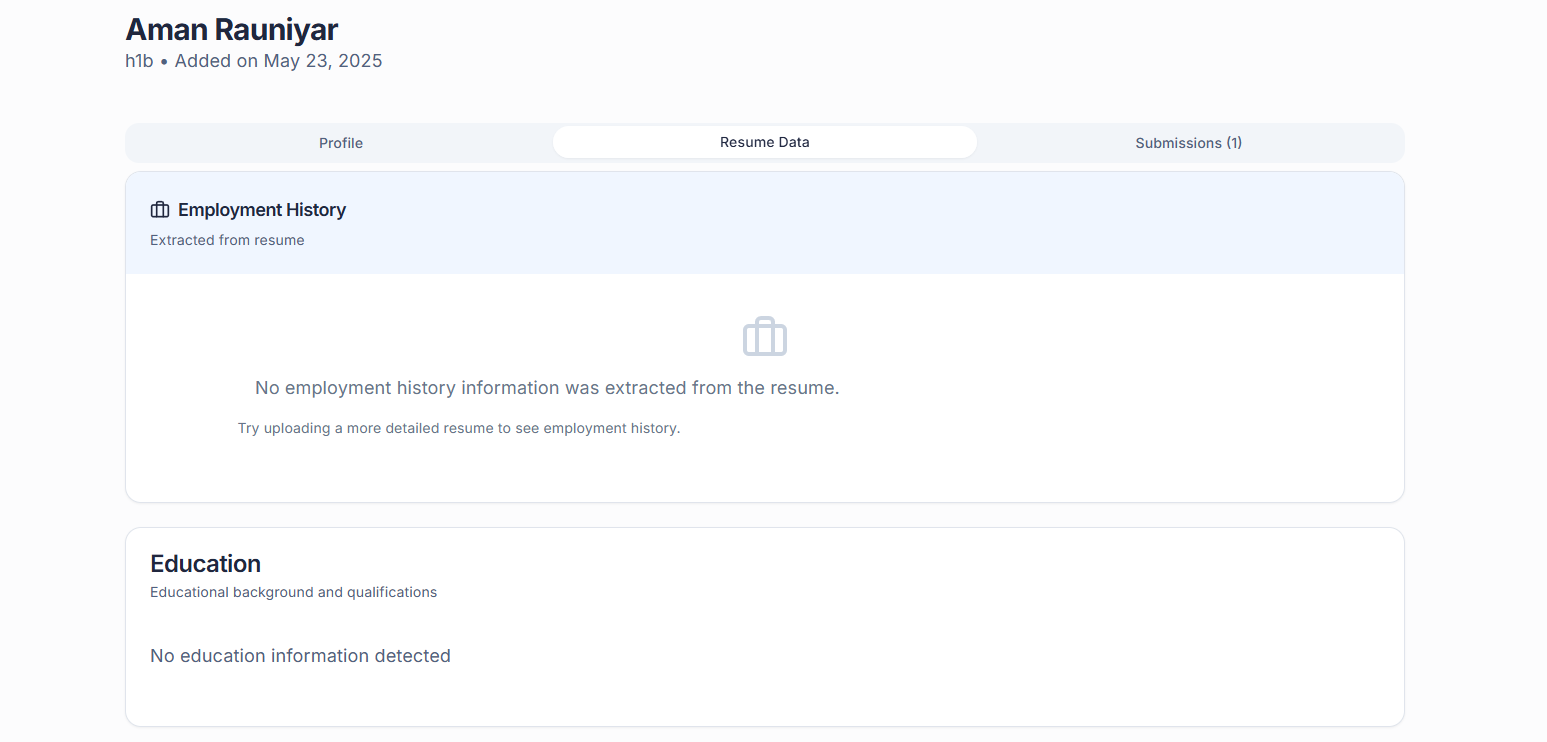 Aman Rauniyar
h1b • Added on May 23, 2025
Profile
Resume Data
Submissions (1)
Employment History
Extracted from resume
No employment history information was extracted from the resume.
Try uploading a more detailed resume to see employment history.
Education
Educational background and qualifications
No education information detected